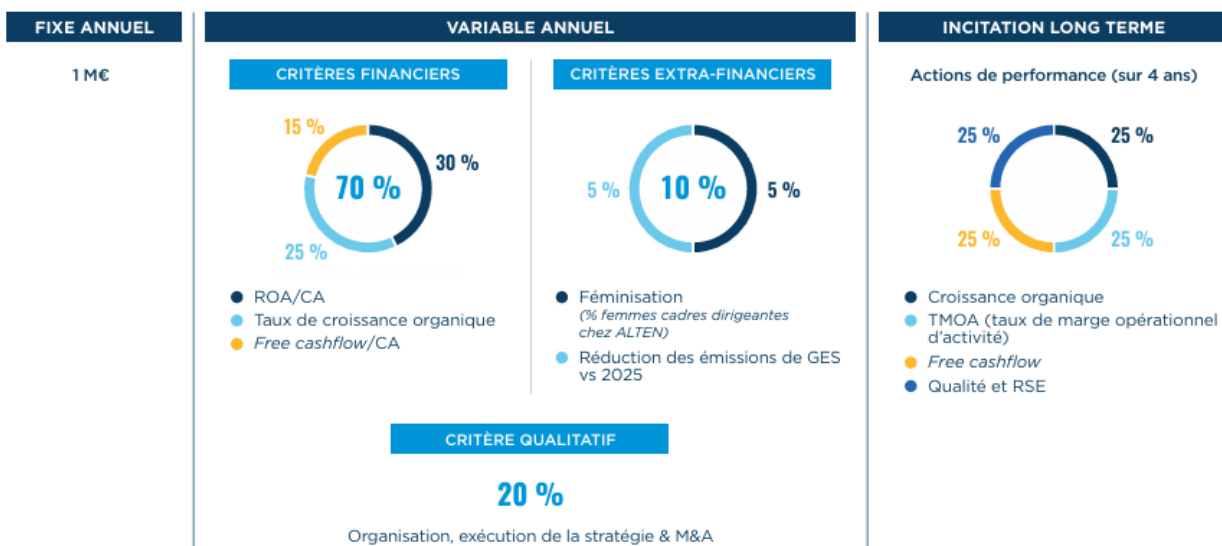 FIXE ANNUEL
1 M€
VARIABLE ANNUEL
CRITÈRES FINANCIERS
15 %
30 %
70 %
25 %
ROA/CA
Taux de croissance organique
Free cashflow/CA
CRITÈRES EXTRA-FINANCIERS
5 %
10 %
5 %
Féminisation
(% femmes cadres dirigeantes
chez ALTEN)
Réduction des émissions de GES
vs 2025
CRITÈRE QUALITATIF
20 %
Organisation, exécution de la stratégie & M&A
INCITATION LONG TERME
Actions de performance (sur 4 ans)
25 %
25 %
25 %
25 %
Croissance organique
TMOA (taux de marge opérationnel
d'activité)
Free cashflow
Qualité et RSE